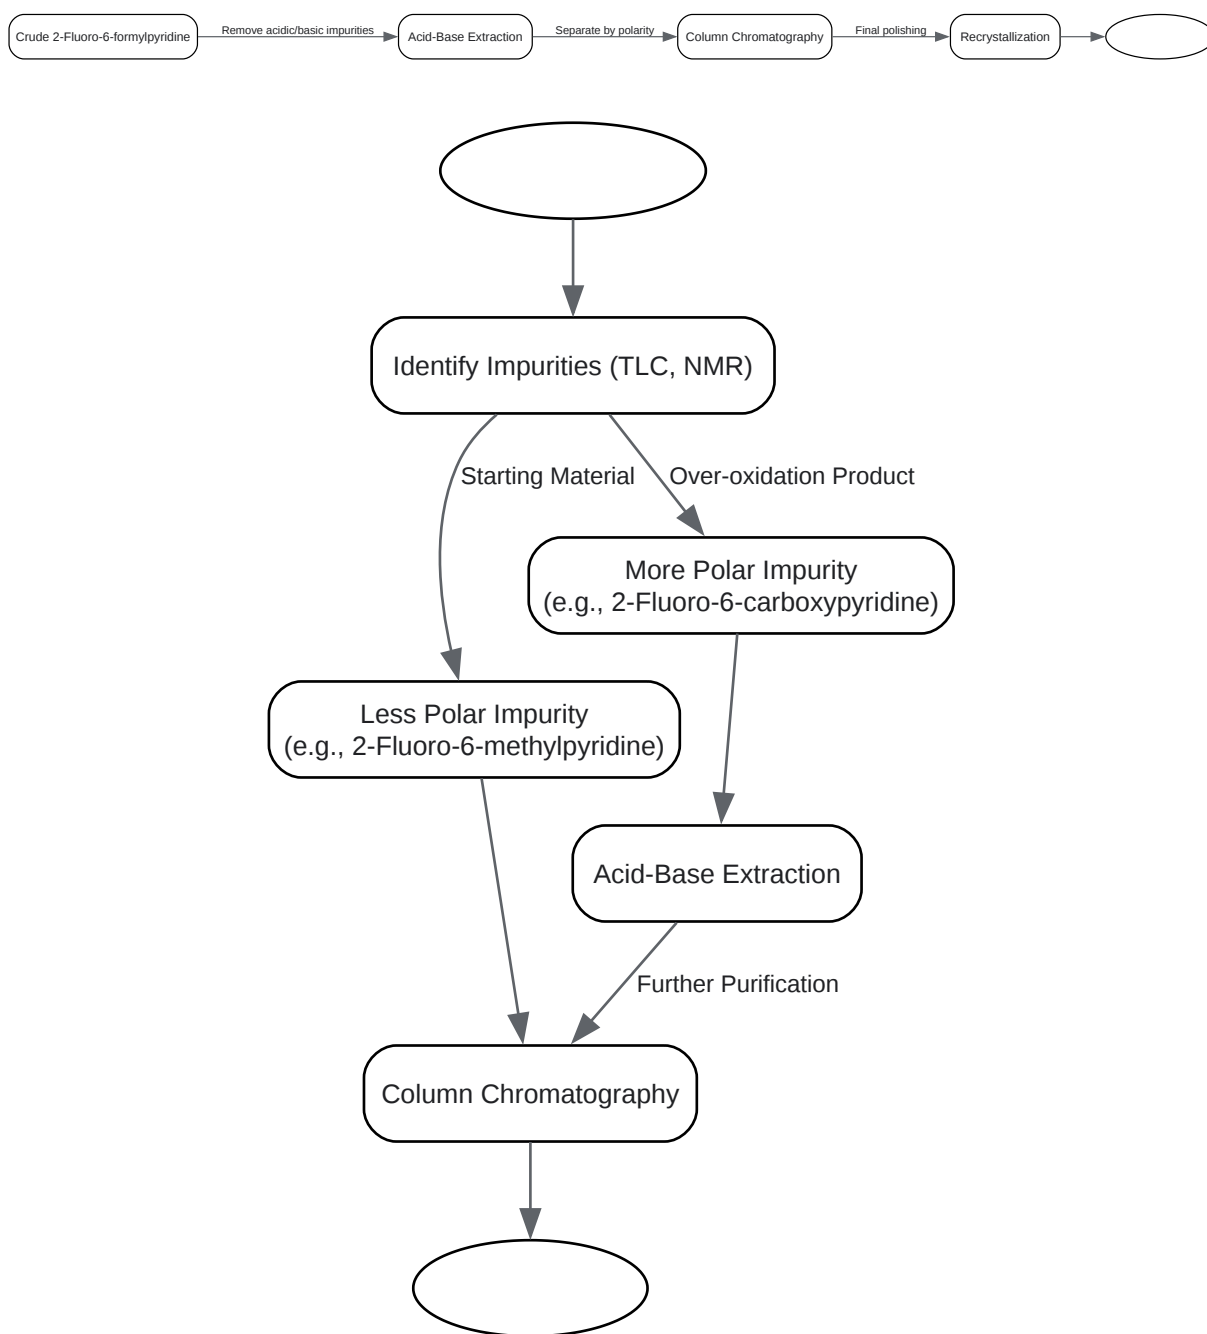 Crude 2-Fluoro-6-formylpyridine
Remove acidic/basic impurities
Acid-Base Extraction
Separate by polarity
Column Chromatography
Final polishing
Recrystallization
Identify Impurities (TLC, NMR)
Starting Material
Over-oxidation Product
More Polar Impurity
(e.g., 2-Fluoro-6-carboxypyridine)
Less Polar Impurity
(e.g., 2-Fluoro-6-methylpyridine)
Acid-Base Extraction
Further Purification
Column Chromatography